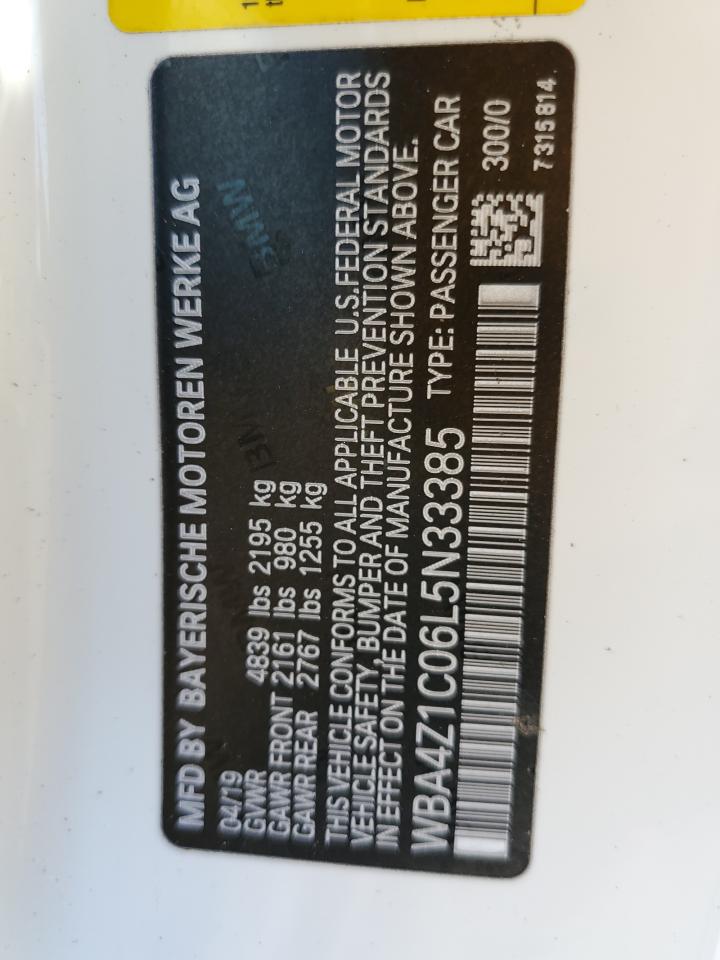 MFD BY BAYERISCHE MOTOREN WERKE AG
04/19
GVWR 4839 lbs 2195 kg
GAWR FRONT 2161 lbs 980 kg
GAWR REAR 2767 lbs 1255 kg
THIS VEHICLE CONFORMS TO ALL APPLICABLE U.S.FEDERAL MOTOR
VEHICLE SAFETY, BUMPER AND THEFT PREVENTION STANDARDS
IN EFFECT ON THE DATE OF MANUFACTURE SHOWN ABOVE.
WBA4Z1C06L5N33385 TYPE: PASSENGER CAR
300/0
7 315 814
BMW
BMW